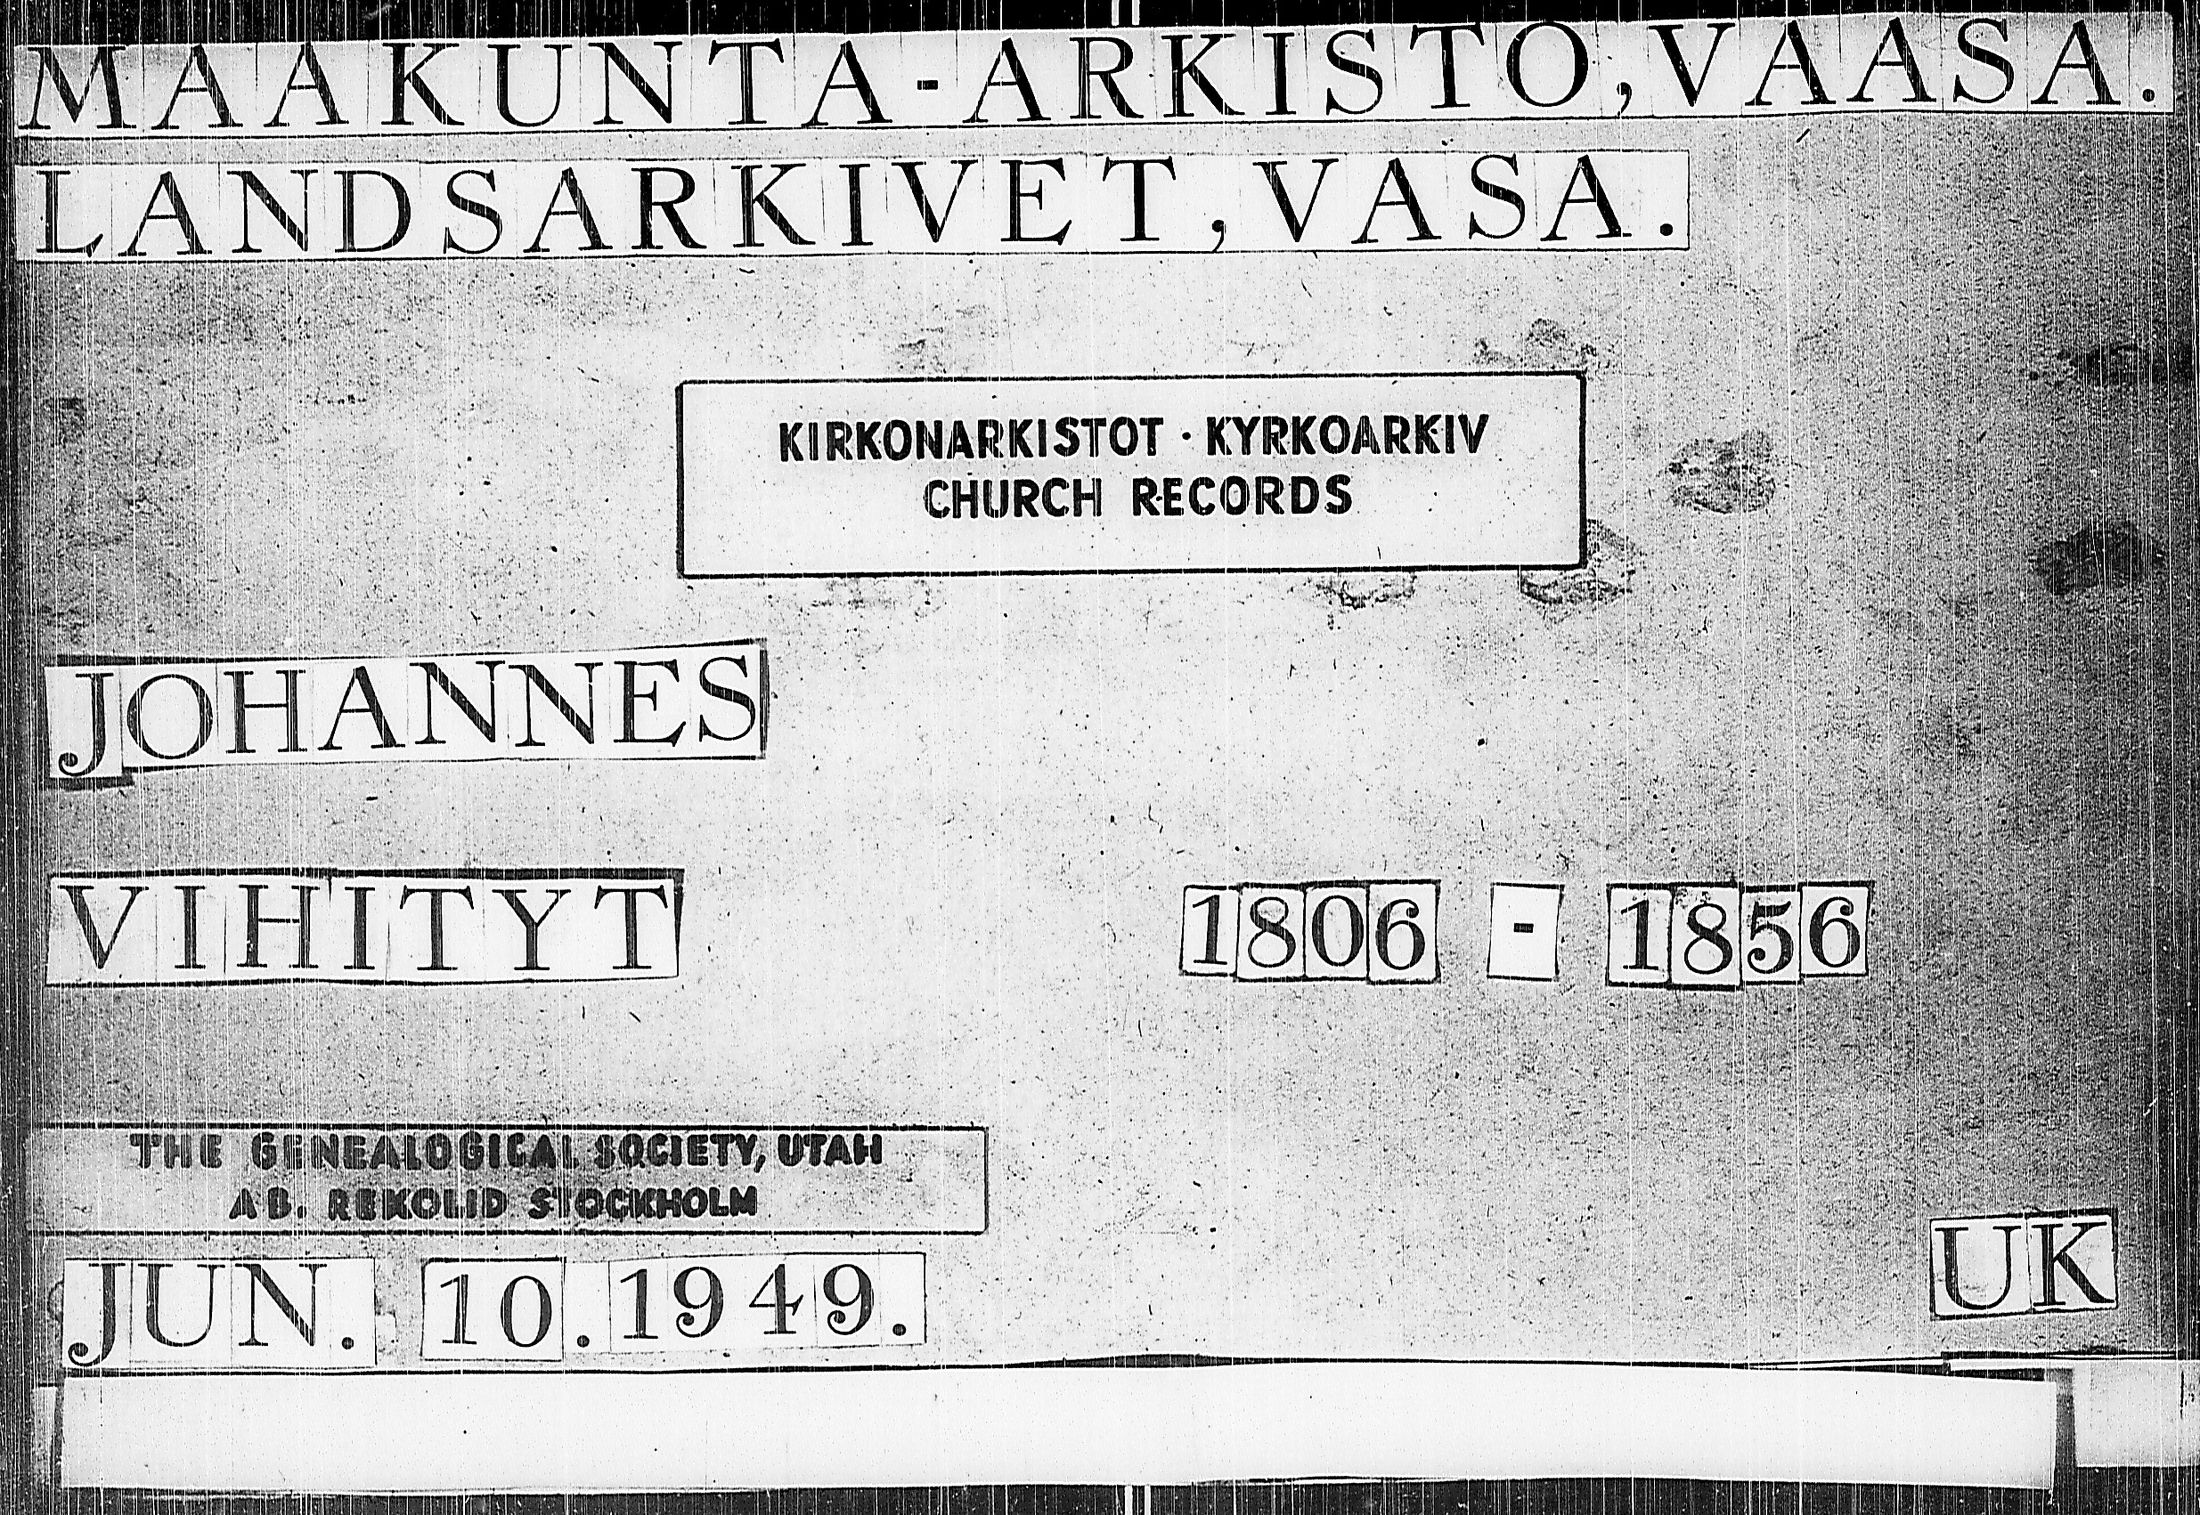 MAAKUNTA-ARKISTO, VAASA.
LANDSARKIVET, VASA.
KIRKONARKISTOT · KYRKOARKIV
CHURCH RECORDS
JOHANNES
VIHITYT 1806 - 1856
THE GENEALOGICAL SOCIETY, UTAH
AB. REKOLID STOCKHOLM
JUN. 10. 1949.
UK